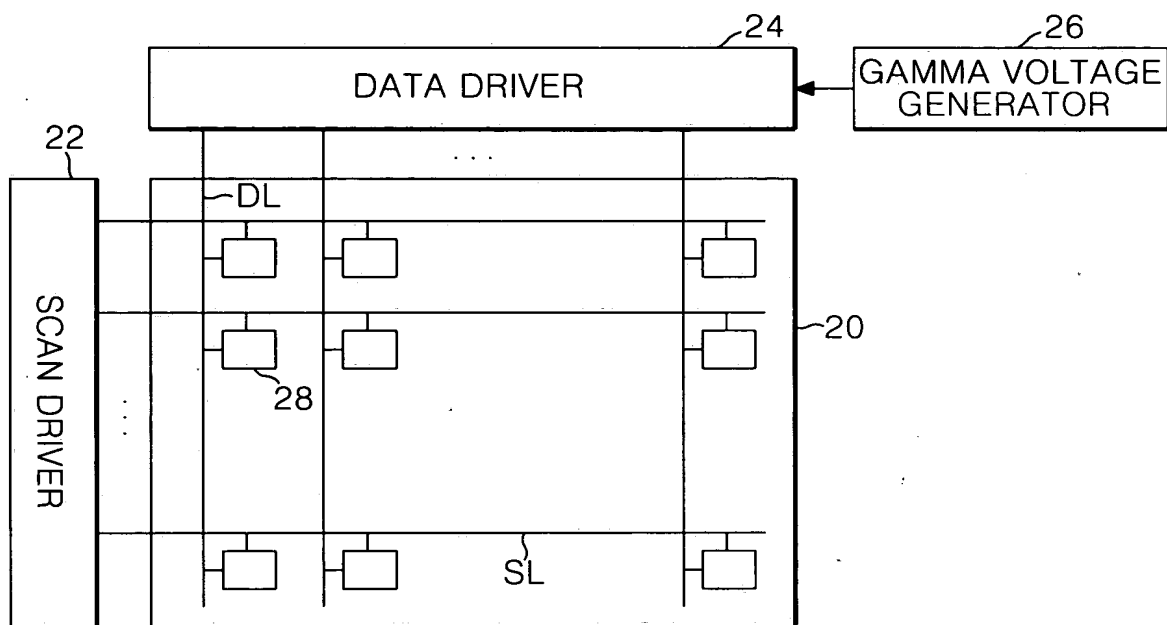 24
26
DATA DRIVER
GAMMA VOLTAGE
GENERATOR
22
. . .
DL
SCAN DRIVER
. . .
20
28
SL